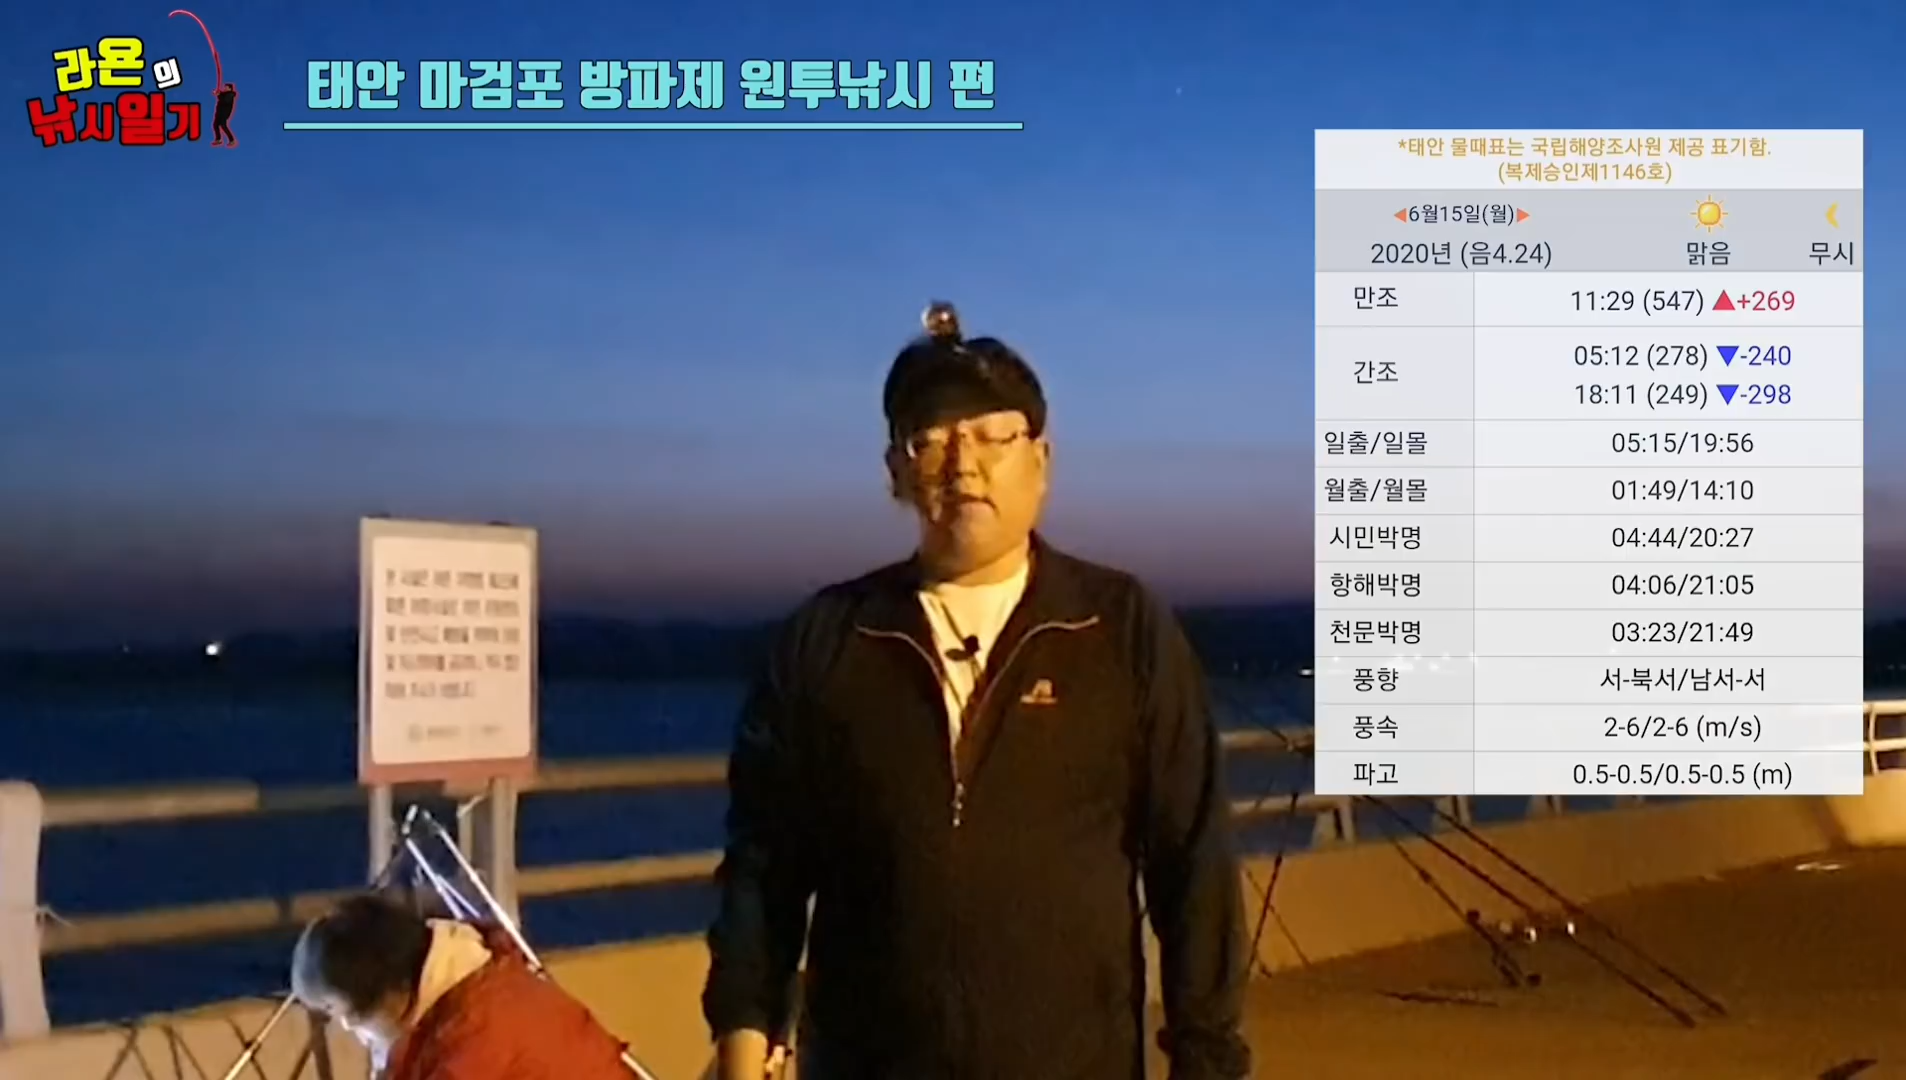 라욘의
낚시일기
태안 마검포 방파제 원투낚시 편
*태안 물때표는 국립해양조사원 제공 표기함.
(복제승인제1146호)
◀6월15일(월)▶
2020년 (음4.24) 맑음 무시
만조 11:29 (547) ▲+269
간조 05:12 (278) ▼-240
18:11 (249) ▼-298
일출/일몰 05:15/19:56
월출/월몰 01:49/14:10
시민박명 04:44/20:27
항해박명 04:06/21:05
천문박명 03:23/21:49
풍향 서-북서/남서-서
풍속 2-6/2-6 (m/s)
파고 0.5-0.5/0.5-0.5 (m)